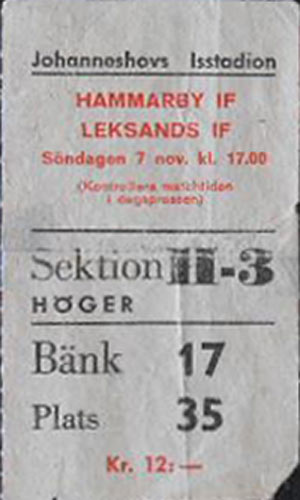 Johanneshovs Isstadion
HAMMARBY IF
LEKSANDS IF
Söndagen 7 nov. kl. 17.00
(Kontrollera matchtiden
i dagspressen)
Sektion H-3
HÖGER
Bänk 17
Plats 35
Kr. 12:—